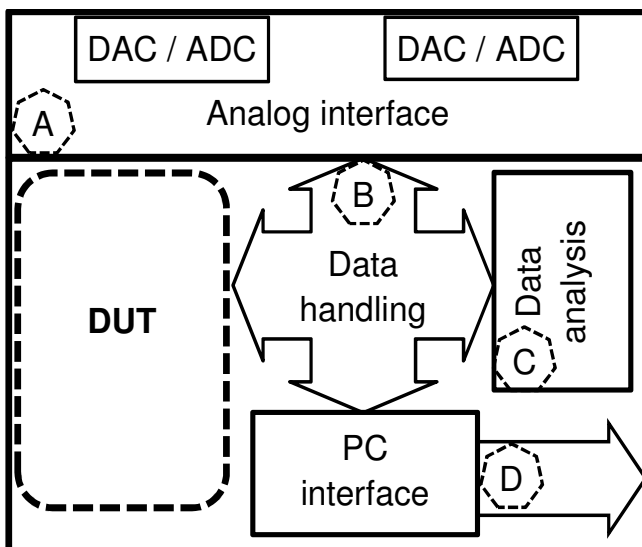 DAC / ADC
DAC / ADC
A
Analog interface
B
DUT
Data
handling
Data
analysis
C
PC
interface
D